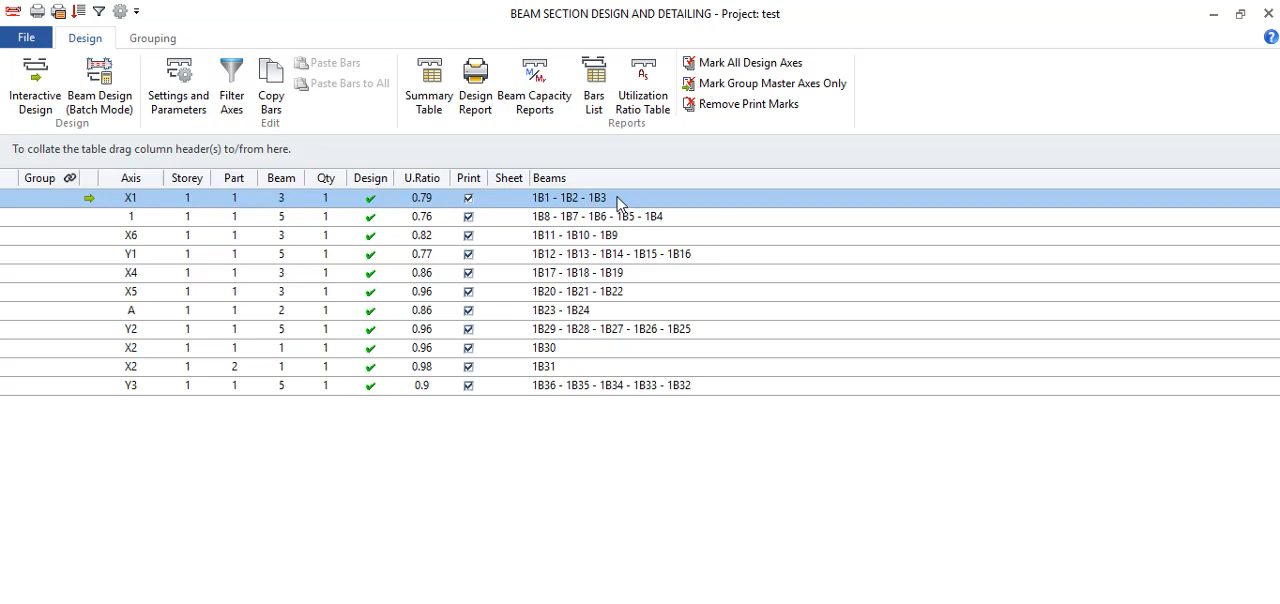 BEAM SECTION DESIGN AND DETAILING - Project: test
File Design Grouping
Interactive Design
Beam Design (Batch Mode)
Design
Settings and Parameters
Filter Axes
Copy Bars
Paste Bars
Paste Bars to All
Edit
Summary Table
Design Report
Beam Capacity Reports
M/Mr
Bars List
As
Utilization Ratio Table
Reports
Mark All Design Axes
Mark Group Master Axes Only
Remove Print Marks
To collate the table drag column header(s) to/from here.
Group Axis Storey Part Beam Qty Design U.Ratio Print Sheet Beams
X1 1 1 3 1 0.79 1B1 - 1B2 - 1B3
1 1 1 5 1 0.76 1B8 - 1B7 - 1B6 - 1B5 - 1B4
X6 1 1 3 1 0.82 1B11 - 1B10 - 1B9
Y1 1 1 5 1 0.77 1B12 - 1B13 - 1B14 - 1B15 - 1B16
X4 1 1 3 1 0.86 1B17 - 1B18 - 1B19
X5 1 1 3 1 0.96 1B20 - 1B21 - 1B22
A 1 1 2 1 0.86 1B23 - 1B24
Y2 1 1 5 1 0.96 1B29 - 1B28 - 1B27 - 1B26 - 1B25
X2 1 1 1 1 0.96 1B30
X2 1 2 1 1 0.98 1B31
Y3 1 1 5 1 0.9 1B36 - 1B35 - 1B34 - 1B33 - 1B32